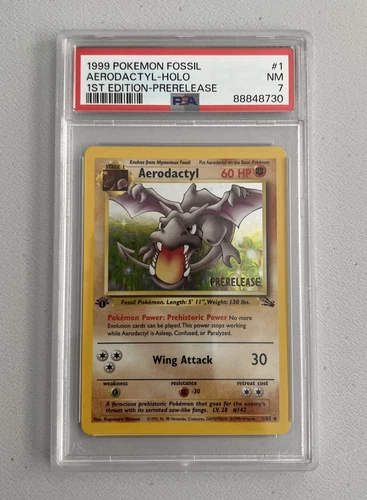 1999 POKEMON FOSSIL #1
AERODACTYL-HOLO NM
1ST EDITION-PRERELEASE 7
PSA 88848730
STAGE 1 Evolves from Mysterious Fossil Put Aerodactyl on the Basic Pokémon
Aerodactyl 60 HP
PRERELEASE
Fossil Pokémon. Length: 5' 11", Weight: 130 lbs.
Pokémon Power: Prehistoric Power No more
Evolution cards can be played. This power stops working
while Aerodactyl is Asleep, Confused, or Paralyzed.
Wing Attack 30
weakness resistance retreat cost
-30
A ferocious prehistoric Pokémon that goes for the enemy's
throat with its serrated saw-like fangs. LV. 28 #142
1/62